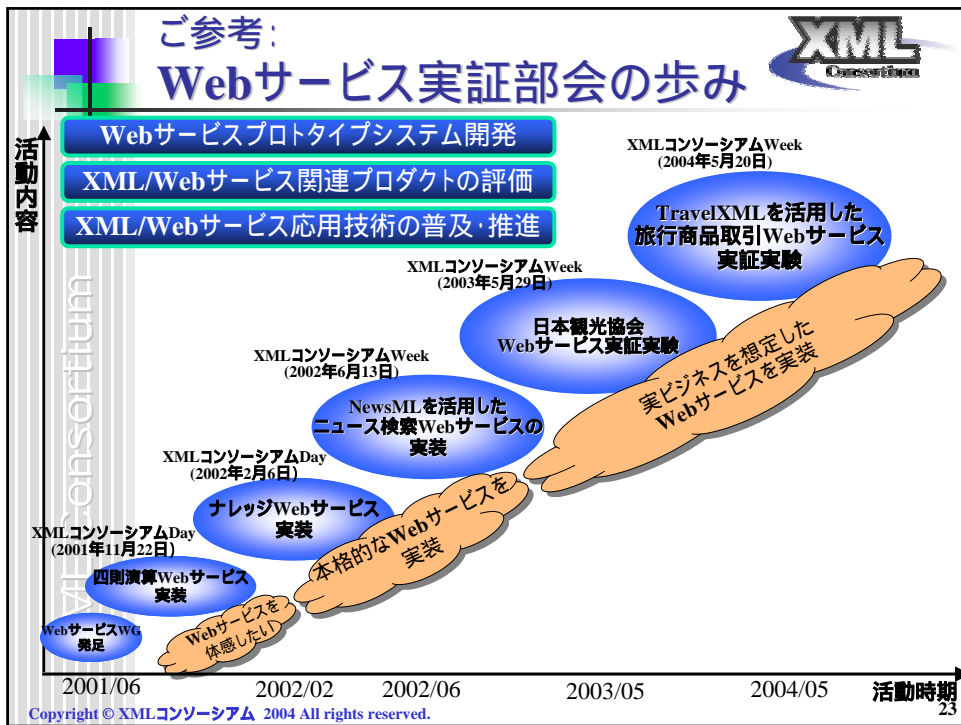 ご参考:
Webサービス実証部会の歩み
XML
Consortium
活動内容
Webサービスプロトタイプシステム開発
XML/Webサービス関連プロダクトの評価
XML/Webサービス応用技術の普及・推進
XMLコンソーシアムWeek
(2004年5月20日)
TravelXMLを活用した
旅行商品取引Webサービス
実証実験
XMLコンソーシアムWeek
(2003年5月29日)
日本観光協会
Webサービス実証実験
実ビジネスを想定した
Webサービスを実装
XMLコンソーシアムWeek
(2002年6月13日)
NewsMLを活用した
ニュース検索Webサービスの
実装
XMLコンソーシアムDay
(2002年2月6日)
ナレッジWebサービス
実装
本格的なWebサービスを
実装
XMLコンソーシアムDay
(2001年11月22日)
四則演算Webサービス
実装
WebサービスWG
発足
Webサービスを
体感したい
XMLConsortium
2001/06
2002/02
2002/06
2003/05
2004/05
活動時期
Copyright © XMLコンソーシアム 2004 All rights reserved.
23